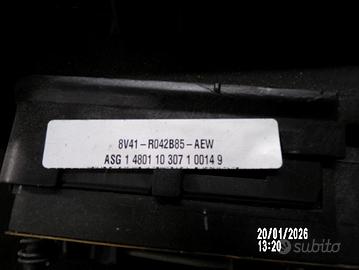 8V41-R042B85-AEW
ASG 1 4801 10 307 1 0014 9
20/01/2026
13:20
subito